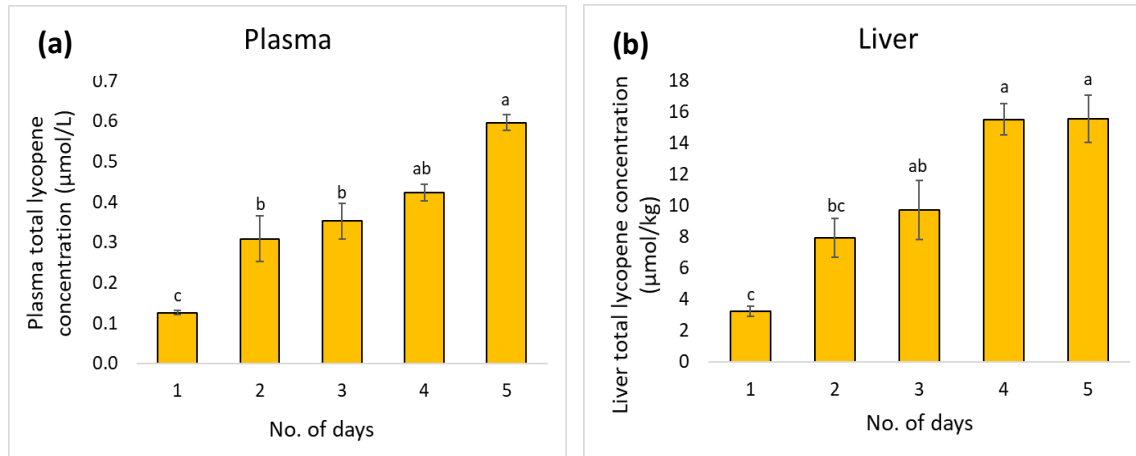 (a)
Plasma
Plasma total lycopene
concentration (µmol/L)
0.7
0.6
0.5
0.4
0.3
0.2
0.1
0.0
c
b
b
ab
a
1 2 3 4 5
No. of days
(b)
Liver
Liver total lycopene concentration
(µmol/kg)
18
16
14
12
10
8
6
4
2
0
c
bc
ab
a
a
1 2 3 4 5
No. of days